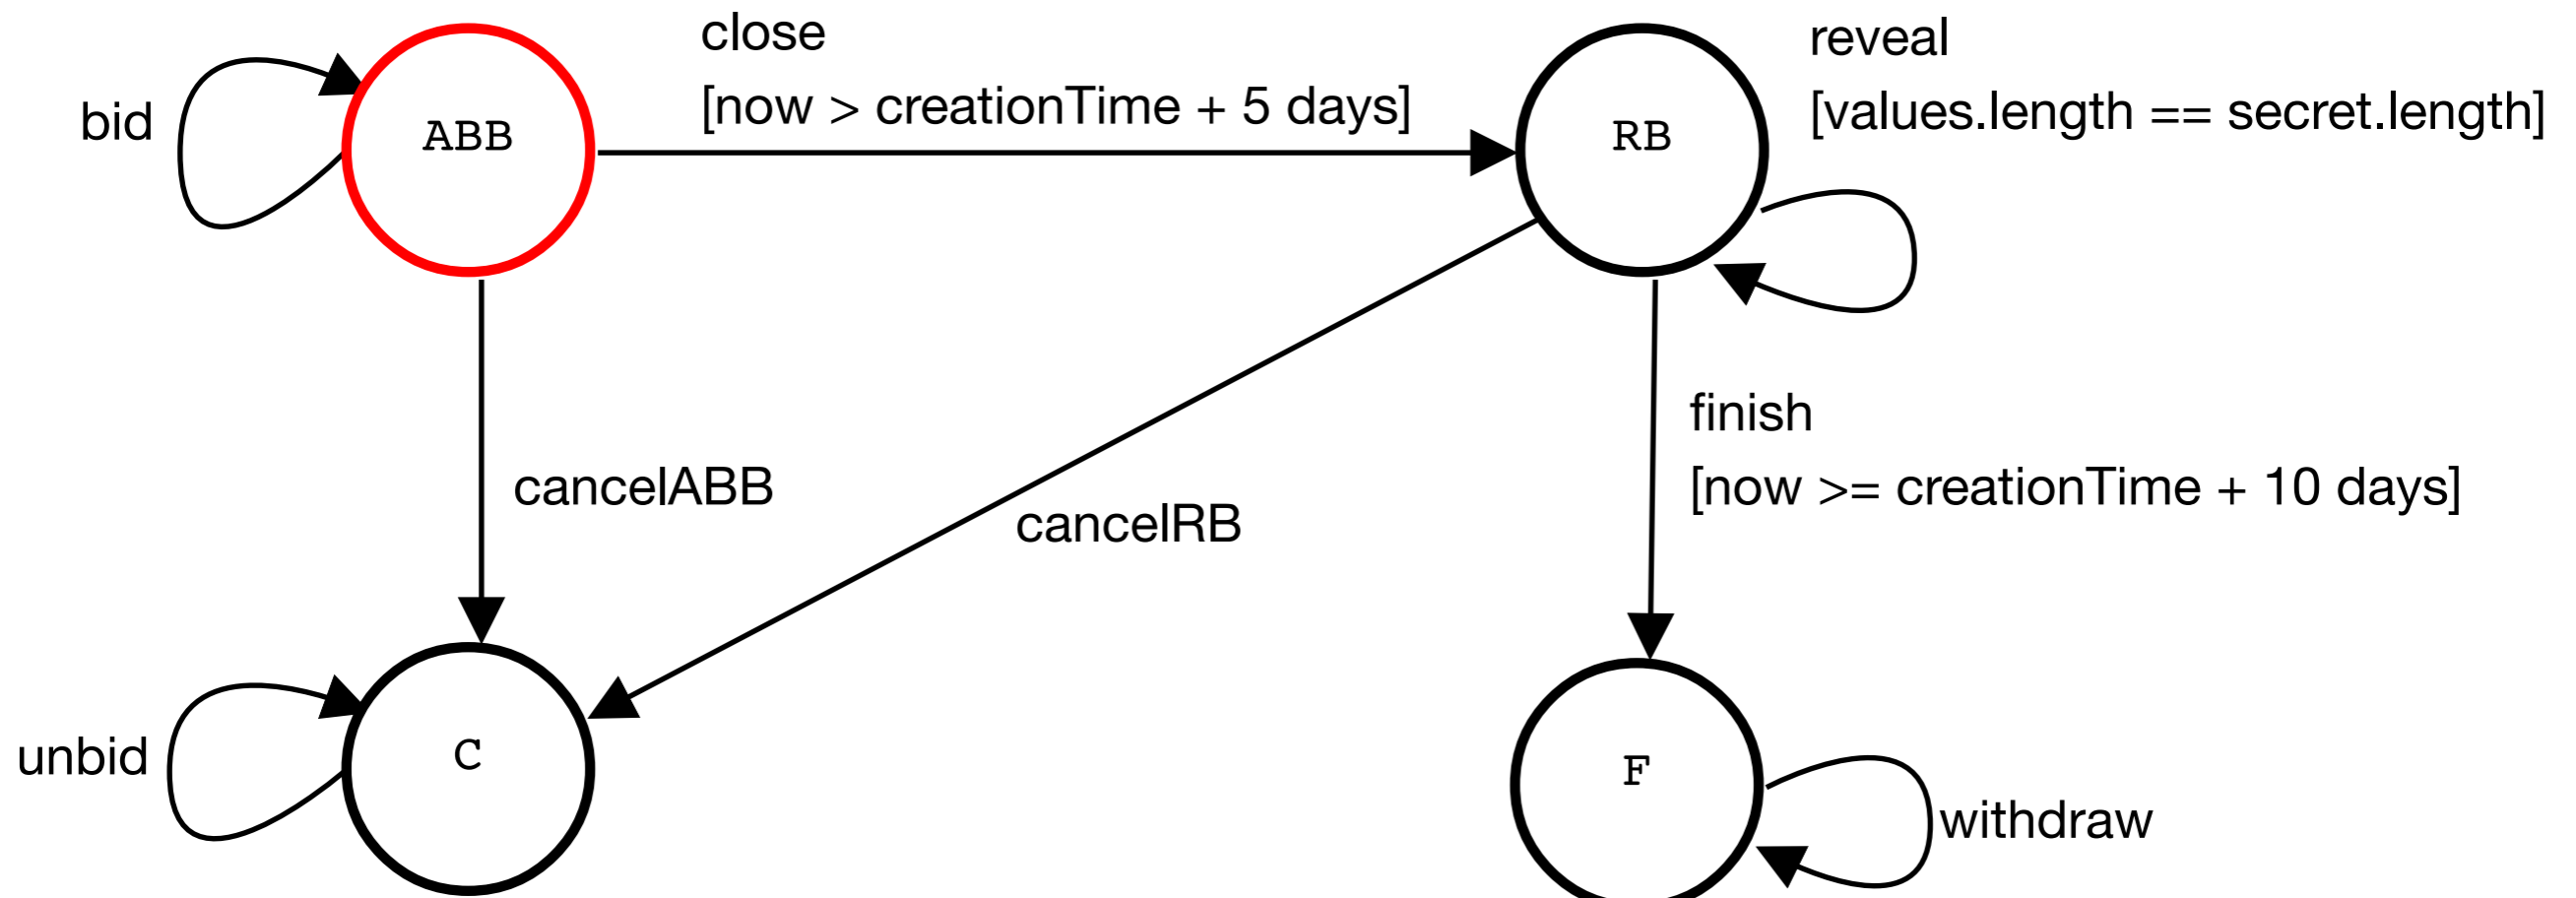 close
[now > creationTime + 5 days]
reveal
[values.length == secret.length]
bid
ABB
RB
finish
[now >= creationTime + 10 days]
cancelABB
cancelRB
unbid
C
F
withdraw